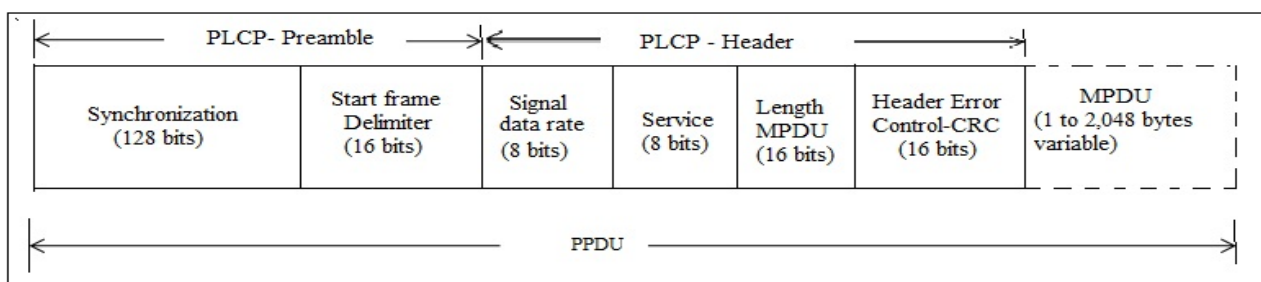 PLCP- Preamble
PLCP - Header
Synchronization
(128 bits)
Start frame
Delimiter
(16 bits)
Signal
data rate
(8 bits)
Service
(8 bits)
Length
MPDU
(16 bits)
Header Error
Control-CRC
(16 bits)
MPDU
(1 to 2,048 bytes
variable)
PPDU